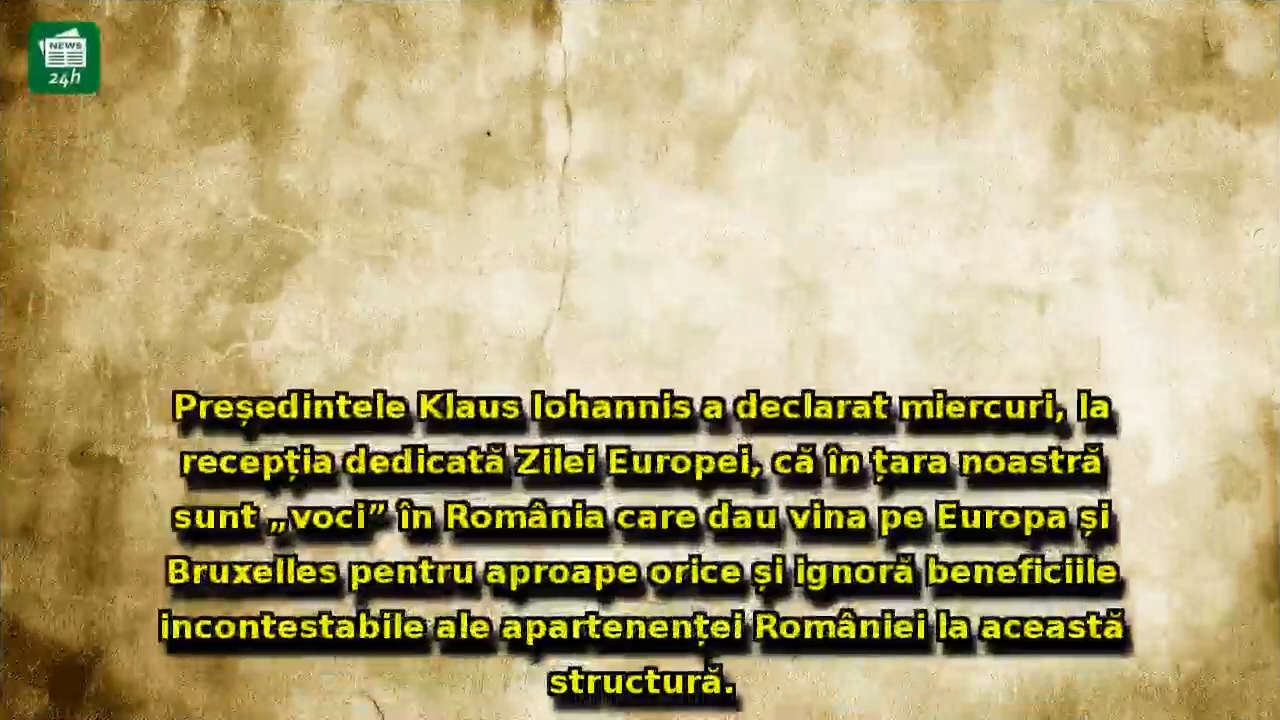 NEWS
24h
Președintele Klaus Iohannis a declarat miercuri, la
recepția dedicată Zilei Europei, că în țara noastră
sunt „voci” în România care dau vina pe Europa și
Bruxelles pentru aproape orice și ignoră beneficiile
incontestabile ale apartenenței României la această
structură.